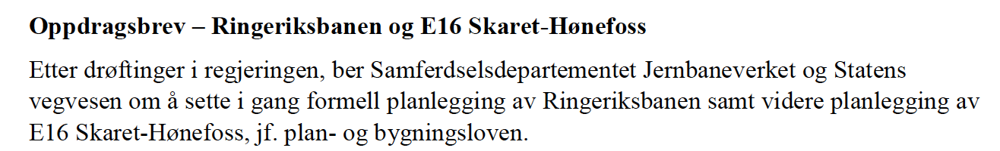 Oppdragsbrev – Ringeriksbanen og E16 Skaret-Hønefoss
Etter drøftinger i regjeringen, ber Samferdselsdepartementet Jernbaneverket og Statens
vegvesen om å sette i gang formell planlegging av Ringeriksbanen samt videre planlegging av
E16 Skaret-Hønefoss, jf. plan- og bygningsloven.